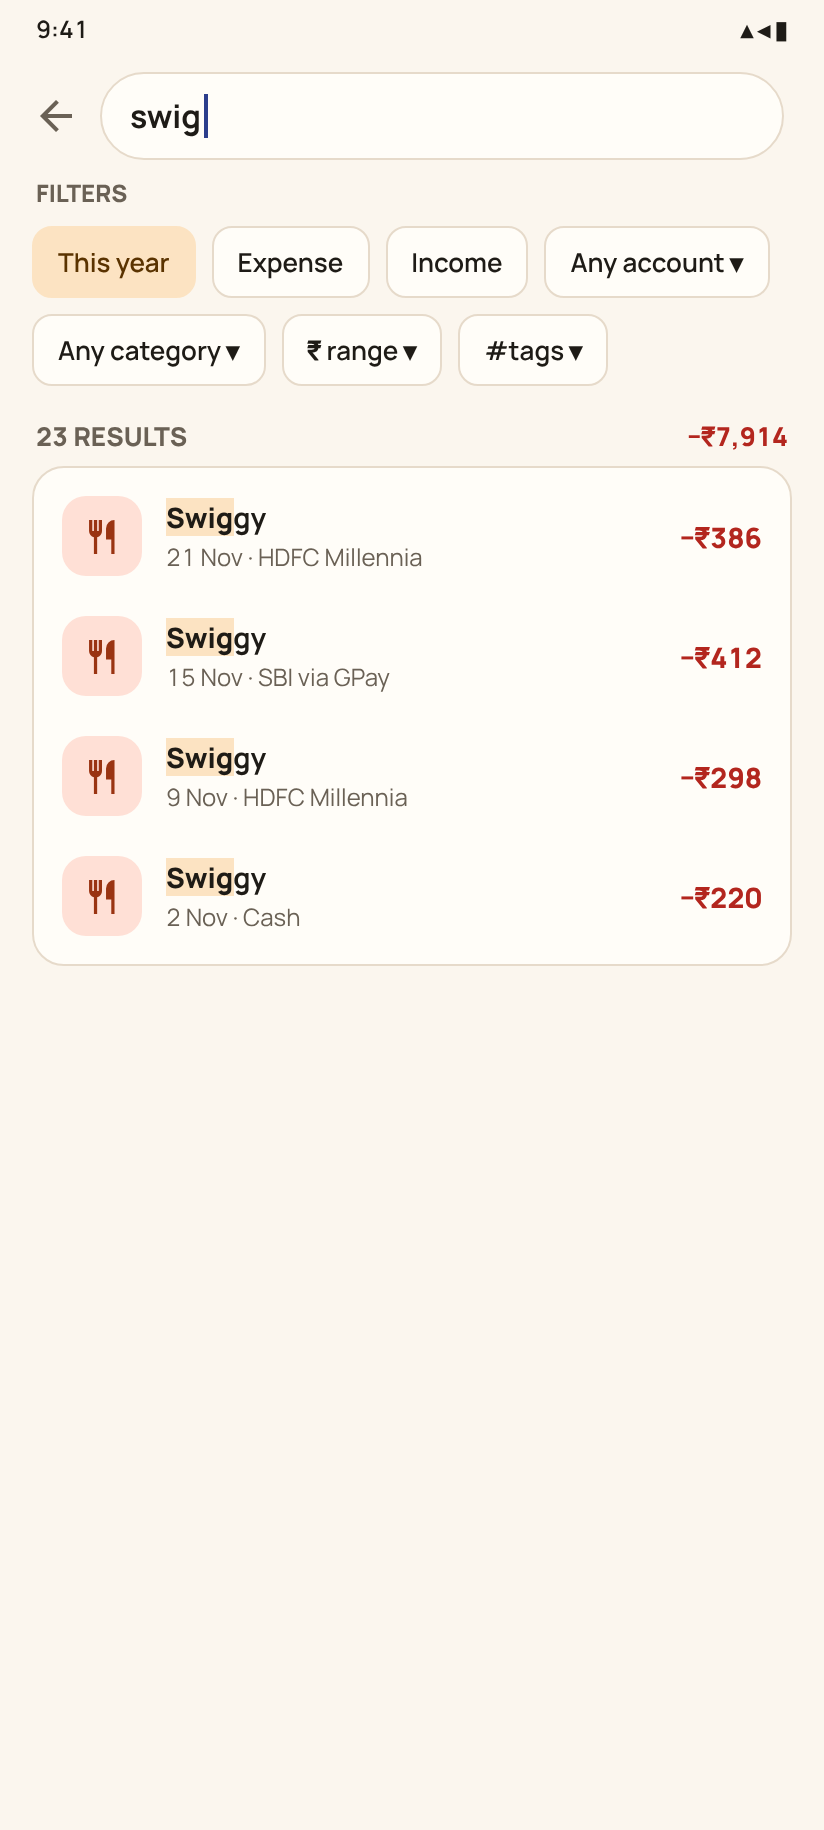 9:41
swig
FILTERS
This year Expense Income Any account ▾
Any category ▾ ₹ range ▾ #tags ▾
23 RESULTS −₹7,914
Swiggy
21 Nov · HDFC Millennia
−₹386
Swiggy
15 Nov · SBI via GPay
−₹412
Swiggy
9 Nov · HDFC Millennia
−₹298
Swiggy
2 Nov · Cash
−₹220